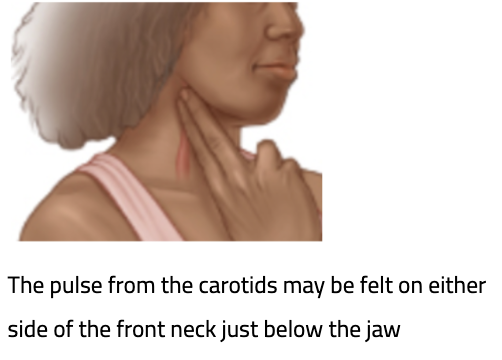 The pulse from the carotids may be felt on either
side of the front neck just below the jaw